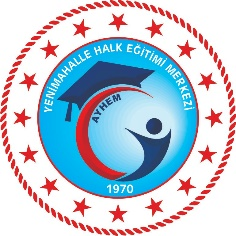 YENİMAHALLE HALK EĞİTİMİ MERKEZİ
AYHEM
1970